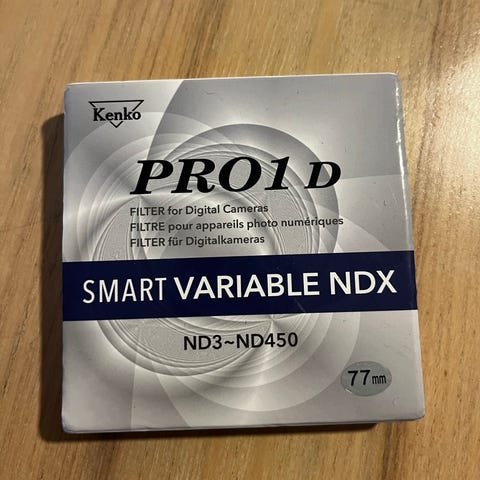 Kenko
PRO1 D
FILTER for Digital Cameras
FILTRE pour appareils photo numériques
FILTER für Digitalkameras
SMART VARIABLE NDX
ND3~ND450
77mm